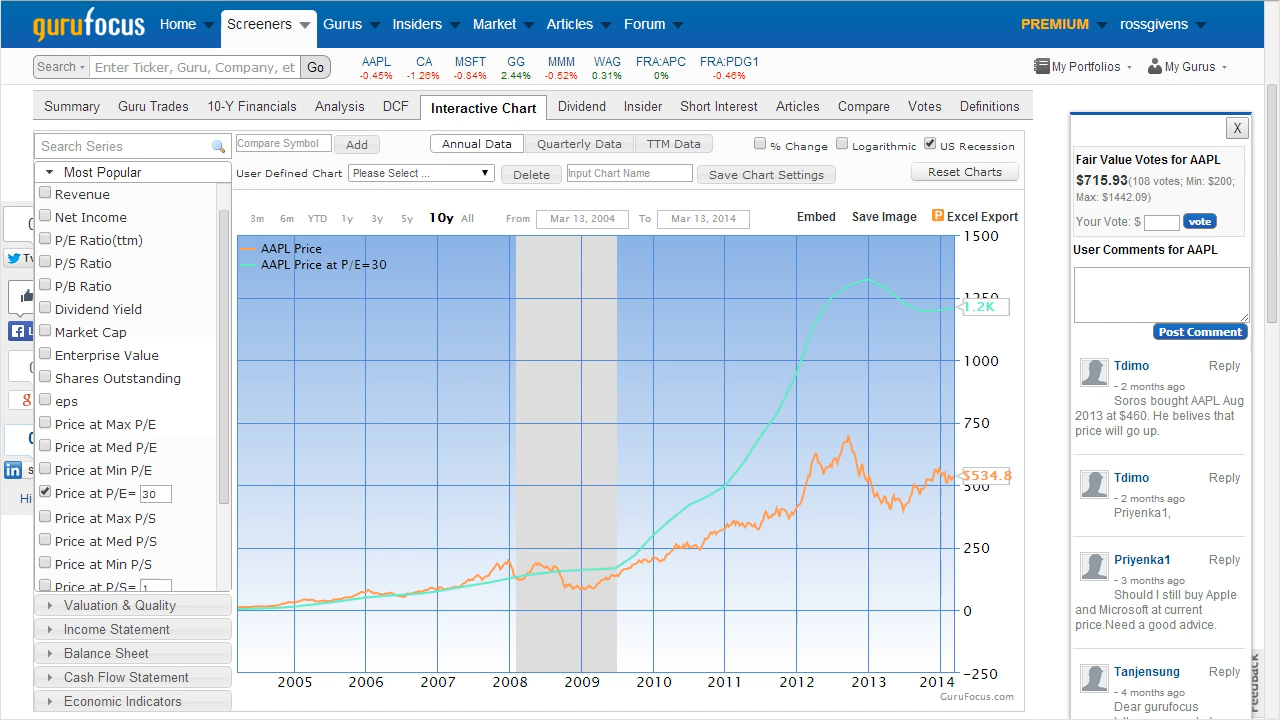 gurufocus Home Screeners Gurus Insiders Market Articles Forum PREMIUM rossgivens
Search Enter Ticker, Guru, Company, et Go
AAPL CA MSFT GG MMM WAG FRA:APC FRA:PDG1
-0.45% -1.26% -0.84% 2.44% -0.52% 0.31% 0% -0.46%
My Portfolios My Guru
Summary Guru Trades 10-Y Financials Analysis DCF Interactive Chart Dividend Insider Short Interest Articles Compare Votes Definitions
Search Series
Most Popular
Revenue
Net Income
P/E Ratio(ttm)
P/S Ratio
P/B Ratio
Dividend Yield
Market Cap
Enterprise Value
Shares Outstanding
eps
Price at Max P/E
Price at Med P/E
Price at Min P/E
Price at P/E= 30
Price at Max P/S
Price at Med P/S
Price at Min P/S
Price at P/S= 1
Valuation & Quality
Income Statement
Balance Sheet
Cash Flow Statement
Economic Indicators
Compare Symbol Add Annual Data Quarterly Data TTM Data % Change Logarithmic US Recession
User Defined Chart Please Select ... Delete Input Chart Name Save Chart Settings Reset Charts
3m 6m YTD 1y 3y 5y 10y All From Mar 13, 2004 To Mar 13, 2014 Embed Save Image Excel Export
AAPL Price
AAPL Price at P/E=30
1500
1250
1.2K
1000
750
$534.8
500
250
0
-250
2005 2006 2007 2008 2009 2010 2011 2012 2013 2014
GuruFocus.com
X
Fair Value Votes for AAPL
$715.93(108 votes; Min: $200;
Max: $1442.09)
Your Vote: $ vote
User Comments for AAPL
Post Comment
Tdimo Reply
- 2 months ago
Soros bought AAPL Aug
2013 at $460. He belives that
price will go up.
Tdimo Reply
- 2 months ago
Priyenka1,
Priyenka1 Reply
- 3 months ago
Should I still buy Apple
and Microsoft at current
price.Need a good advice.
Tanjensung Reply
- 4 months ago
Dear gurufocus
Feedback
Tw
in s
Hi